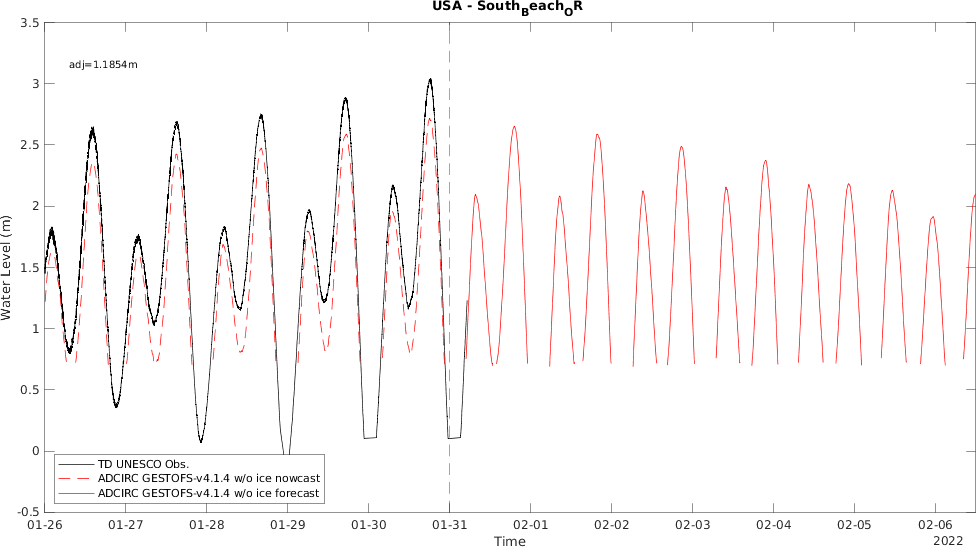 USA - South_Beach_OR
3.5
adj=1.1854m
3
2.5
2
1.5
1
0.5
0
-0.5
Water Level (m)
TD UNESCO Obs.
ADCIRC GESTOFS-v4.1.4 w/o ice nowcast
ADCIRC GESTOFS-v4.1.4 w/o ice forecast
01-26 01-27 01-28 01-29 01-30 01-31 02-01 02-02 02-03 02-04 02-05 02-06
Time
2022